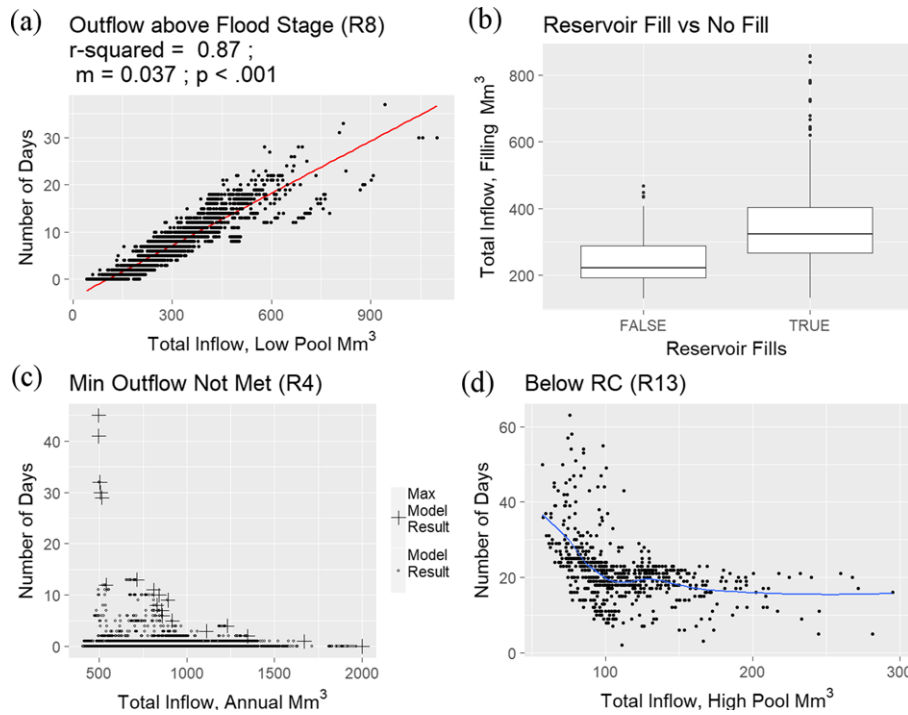 (a)
Outflow above Flood Stage (R8)
r-squared = 0.87 ;
m = 0.037 ; p < .001
Number of Days
30
20
10
0
0
300
600
900
Total Inflow, Low Pool Mm³
(b)
Reservoir Fill vs No Fill
Total Inflow, Filling Mm³
800
600
400
200
FALSE
TRUE
Reservoir Fills
(c)
Min Outflow Not Met (R4)
Number of Days
40
30
20
10
0
500
1000
1500
2000
Total Inflow, Annual Mm³
Max
Model
Result
Model
Result
(d)
Below RC (R13)
Number of Days
60
40
20
0
100
200
300
Total Inflow, High Pool Mm³